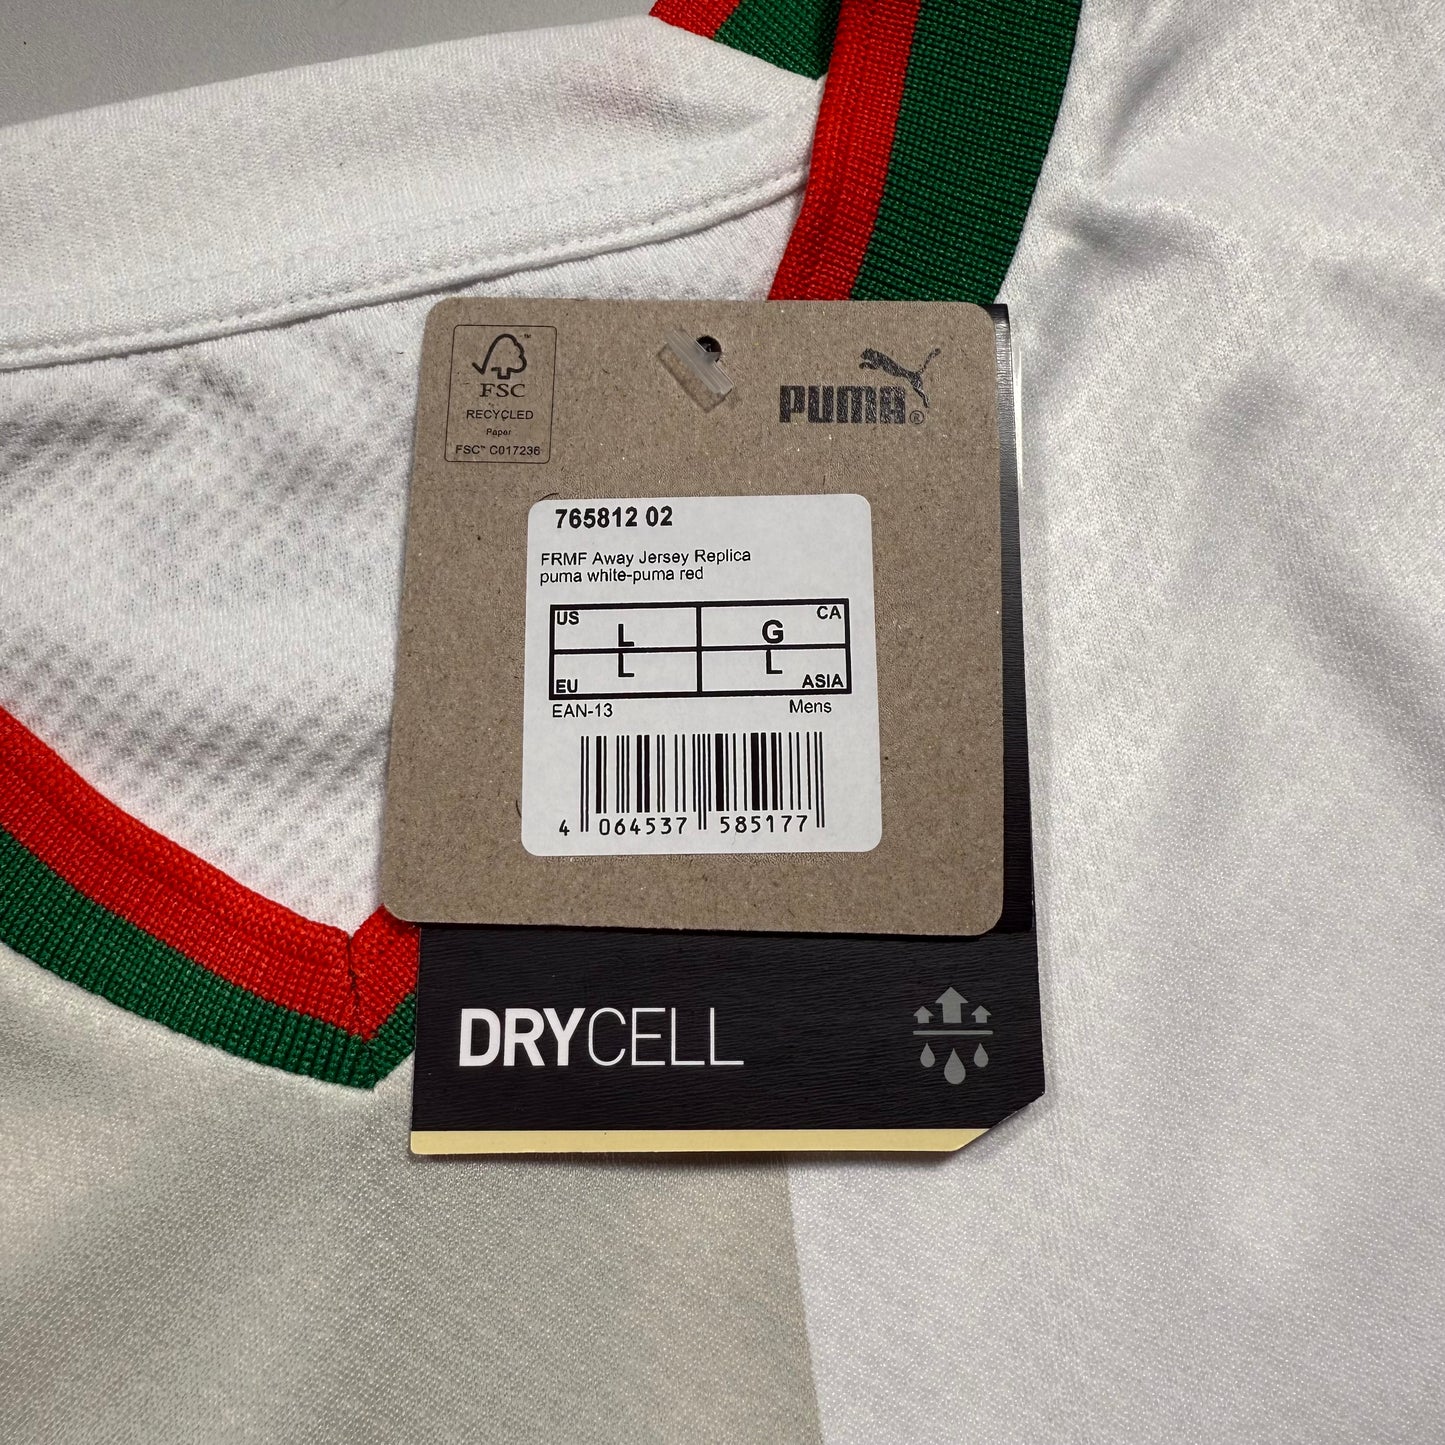 FSC™
RECYCLED
Paper
FSC™ C017236
PUMA®
765812 02
FRMF Away Jersey Replica
puma white-puma red
US L G CA
EU L L ASIA
EAN-13 Mens
4 064537 585177
DRYCELL